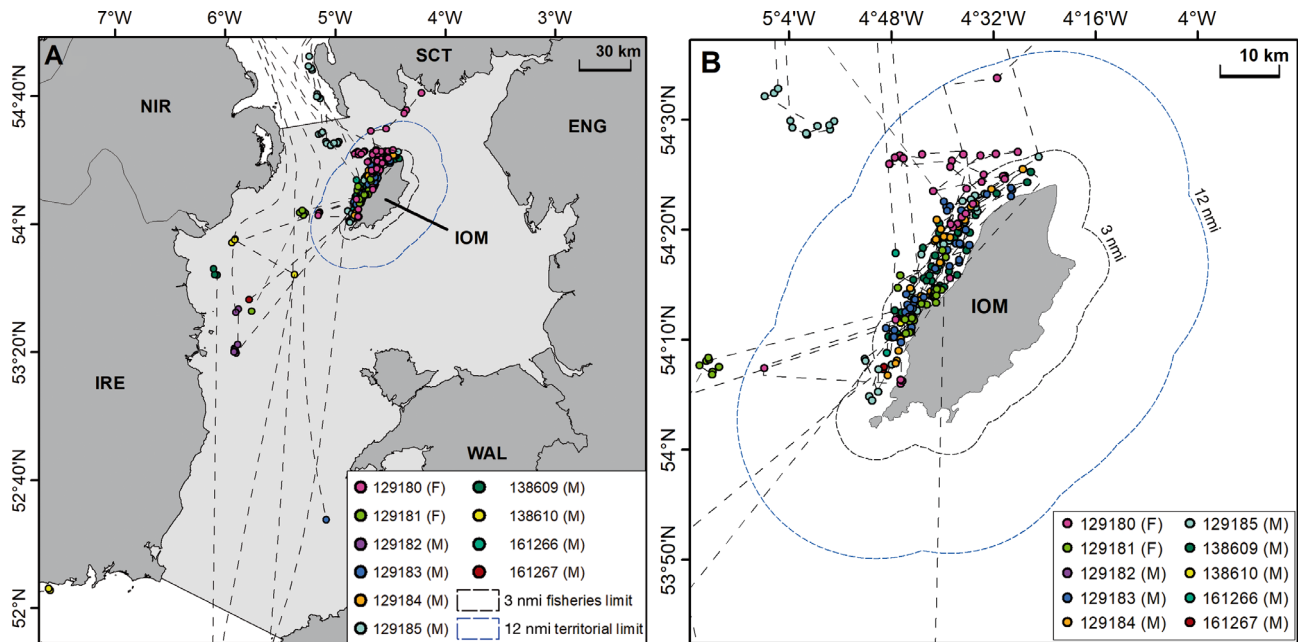 7°W 6°W 5°W 4°W 3°W
A
SCT
30 km
NIR
ENG
IOM
IRE
WAL
54°40'N
54°N
53°20'N
52°40'N
52°N
129180 (F) 138609 (M)
129181 (F) 138610 (M)
129182 (M) 161266 (M)
129183 (M) 161267 (M)
129184 (M) 3 nmi fisheries limit
129185 (M) 12 nmi territorial limit
5°4'W 4°48'W 4°32'W 4°16'W 4°W
B
10 km
12 nmi
3 nmi
IOM
54°30'N
54°20'N
54°10'N
54°N
53°50'N
129180 (F) 129185 (M)
129181 (F) 138609 (M)
129182 (M) 138610 (M)
129183 (M) 161266 (M)
129184 (M) 161267 (M)